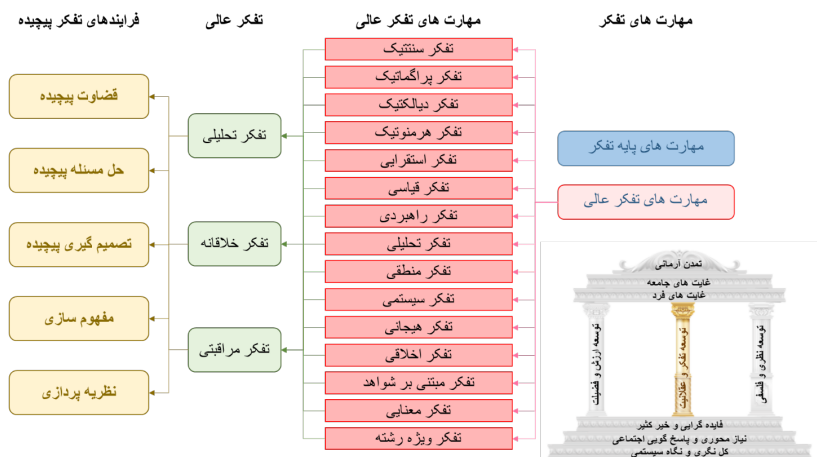 مهارت های تفکر
مهارت های تفکر عالی
تفکر عالی
فرایندهای تفکر پیچیده
مهارت های پایه تفکر
مهارت های تفکر عالی
تفکر سنتتیک
تفکر پراگماتیک
تفکر دیالکتیک
تفکر هرمنوتیک
تفکر استقرایی
تفکر قیاسی
تفکر راهبردی
تفکر تحلیلی
تفکر منطقی
تفکر سیستمی
تفکر هیجانی
تفکر اخلاقی
تفکر مبتنی بر شواهد
تفکر معنایی
تفکر ویژه رشته
تفکر تحلیلی
تفکر خلاقانه
تفکر مراقبتی
قضاوت پیچیده
حل مسئله پیچیده
تصمیم گیری پیچیده
مفهوم سازی
نظریه پردازی
تمدن آرمانی
غایت های جامعه
غایت های فرد
توسعه نظری و فلسفی
توسعه تفکر و عقلانیت
توسعه ارزش و فضیلت
فایده گرایی و خیر کثیر
نیاز محوری و پاسخ گویی اجتماعی
کل نگری و نگاه سیستمی